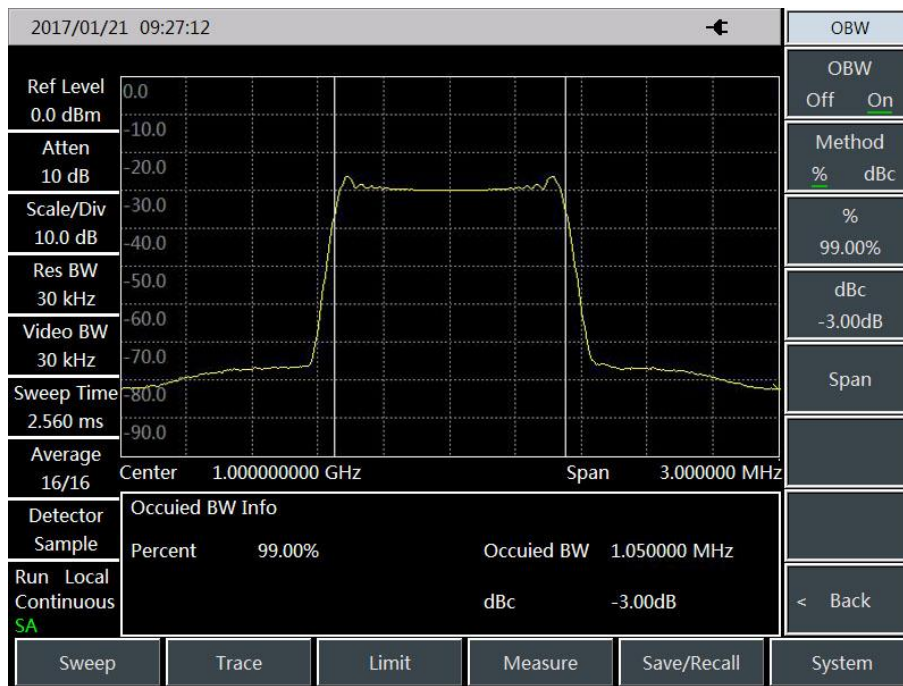 2017/01/21 09:27:12
Ref Level
0.0 dBm
Atten
10 dB
Scale/Div
10.0 dB
Res BW
30 kHz
Video BW
30 kHz
Sweep Time
2.560 ms
Average
16/16
Detector
Sample
Run Local
Continuous
SA
0.0
-10.0
-20.0
-30.0
-40.0
-50.0
-60.0
-70.0
-80.0
-90.0
Center 1.000000000 GHz Span 3.000000 MHz
Occuied BW Info
Percent 99.00% Occuied BW 1.050000 MHz
dBc -3.00dB
OBW
OBW
Off On
Method
% dBc
%
99.00%
dBc
-3.00dB
Span
< Back
Sweep Trace Limit Measure Save/Recall System